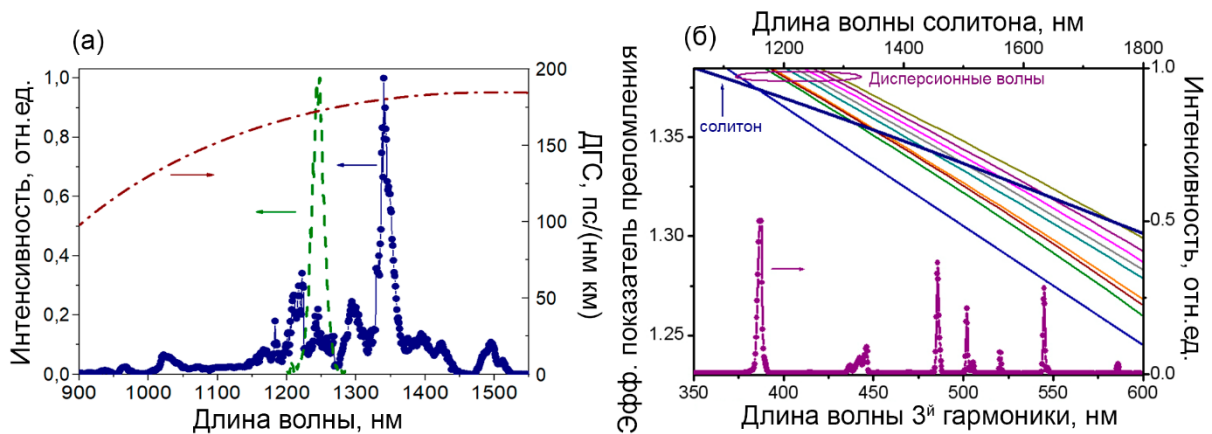 (а)
Интенсивность, отн.ед.
1,0
0,8
0,6
0,4
0,2
0,0
900 1000 1100 1200 1300 1400 1500
Длина волны, нм
200
150
100
50
0
ДГС, пс/(нм км)
Длина волны солитона, нм
1200 1400 1600 1800
(б)
Дисперсионные волны
солитон
Эфф. показатель преломления
1.35
1.30
1.25
350 400 450 500 550 600
Длина волны 3й гармоники, нм
1.0
0.5
0.0
Интенсивность, отн.ед.